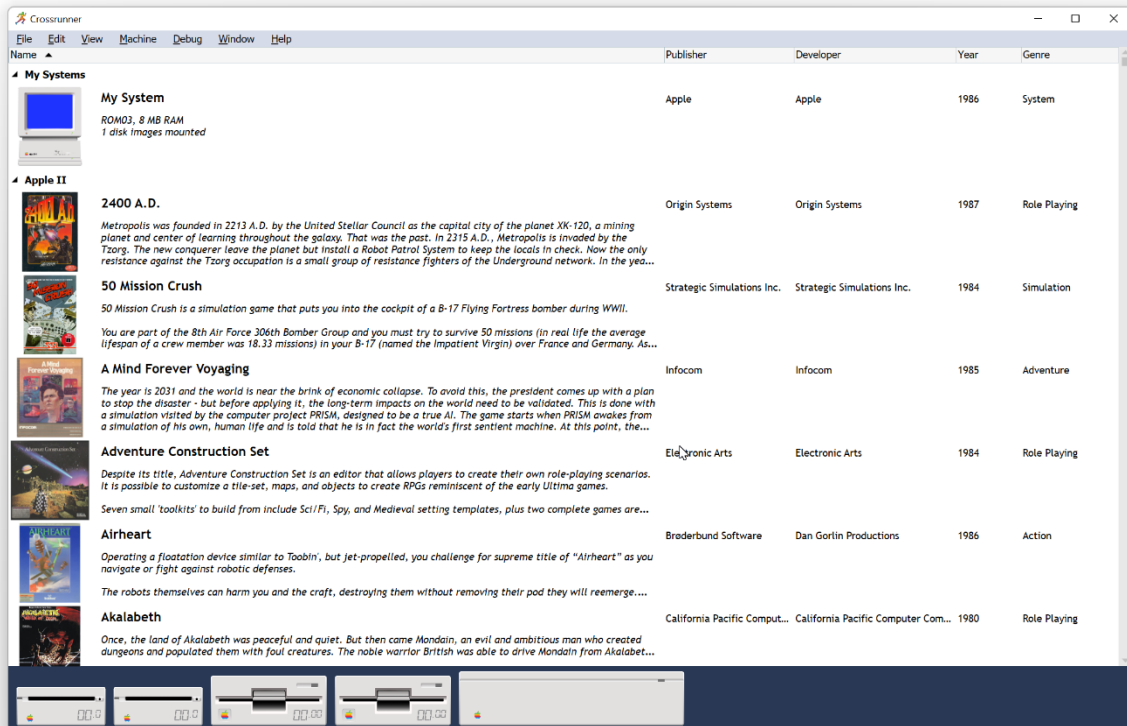 Crossrunner
File Edit View Machine Debug Window Help
Name Publisher Developer Year Genre
My Systems
My System Apple Apple 1986 System
ROM03, 8 MB RAM
1 disk images mounted
Apple II
2400 A.D. Origin Systems Origin Systems 1987 Role Playing
Metropolis was founded in 2213 A.D. by the United Stellar Council as the capital city of the planet XK-120, a mining
planet and center of learning throughout the galaxy. That was the past. In 2315 A.D., Metropolis is invaded by the
Tzorg. The new conquerer leave the planet but install a Robot Patrol System to keep the locals in check. Now the only
resistance against the Tzorg occupation is a small group of resistance fighters of the Underground network. In the yea...
50 Mission Crush Strategic Simulations Inc. Strategic Simulations Inc. 1984 Simulation
50 Mission Crush is a simulation game that puts you into the cockpit of a B-17 Flying Fortress bomber during WWII.
You are part of the 8th Air Force 306th Bomber Group and you must try to survive 50 missions (in real life the average
lifespan of a crew member was 18.33 missions) in your B-17 (named the Impatient Virgin) over France and Germany. As...
A Mind Forever Voyaging Infocom Infocom 1985 Adventure
The year is 2031 and the world is near the brink of economic collapse. To avoid this, the president comes up with a plan
to stop the disaster - but before applying it, the long-term impacts on the world need to be validated. This is done with
a simulation visited by the computer project PRISM, designed to be a true AI. The game starts when PRISM awakes from
a simulation of his own, human life and is told that he is in fact the world's first sentient machine. At this point, the...
Adventure Construction Set Electronic Arts Electronic Arts 1984 Role Playing
Despite its title, Adventure Construction Set is an editor that allows players to create their own role-playing scenarios.
It is possible to customize a tile-set, maps, and objects to create RPGs reminiscent of the early Ultima games.
Seven small 'toolkits' to build from include Sci/Fi, Spy, and Medieval setting templates, plus two complete games are...
Airheart Brøderbund Software Dan Gorlin Productions 1986 Action
Operating a floatation device similar to Toobin', but jet-propelled, you challenge for supreme title of “Airheart” as you
navigate or fight against robotic defenses.
The robots themselves can harm you and the craft, destroying them without removing their pod they will reemerge....
Akalabeth California Pacific Comput... California Pacific Computer Com... 1980 Role Playing
Once, the land of Akalabeth was peaceful and quiet. But then came Mondain, an evil and ambitious man who created
dungeons and populated them with foul creatures. The noble warrior British was able to drive Mondain from Akalabet...